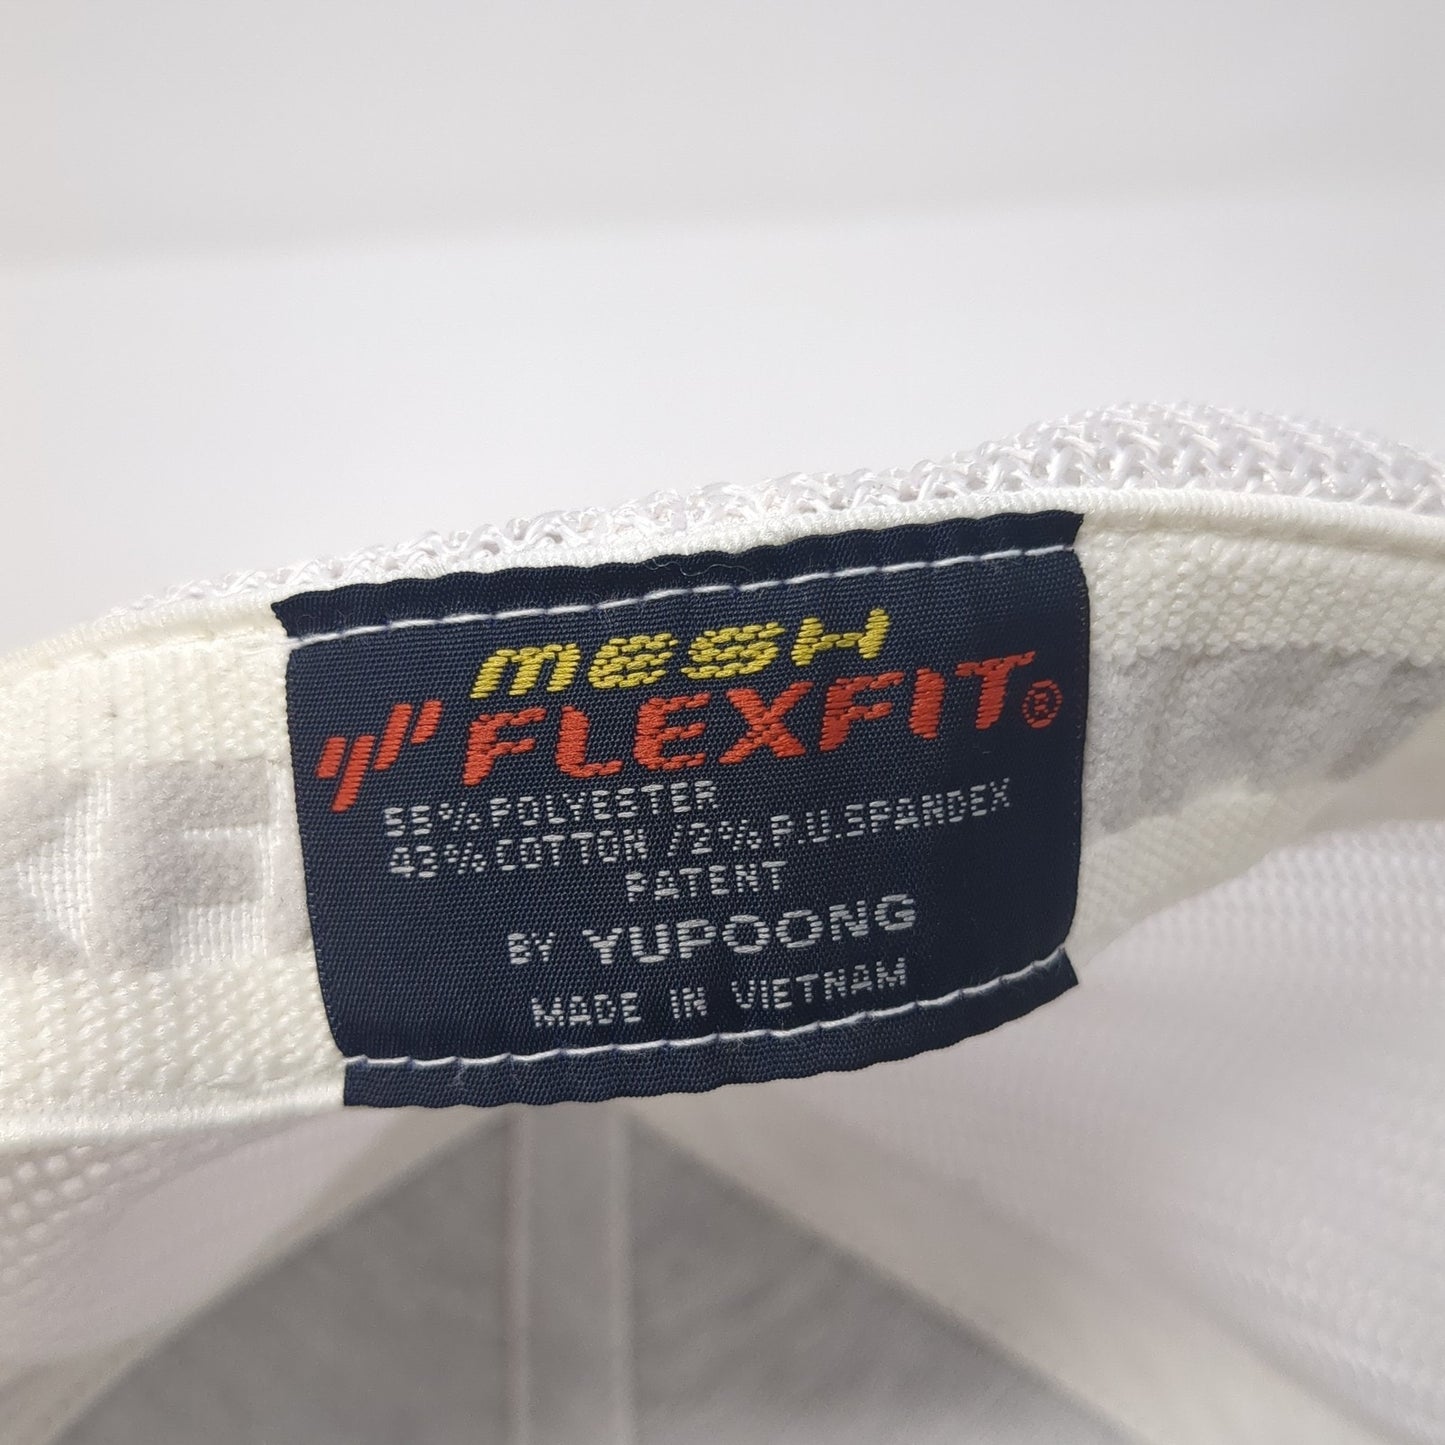 MESH
FLEXFIT®
55% POLYESTER
43% COTTON / 2% P.U. SPANDEX
PATENT
BY YUPOONG
MADE IN VIETNAM